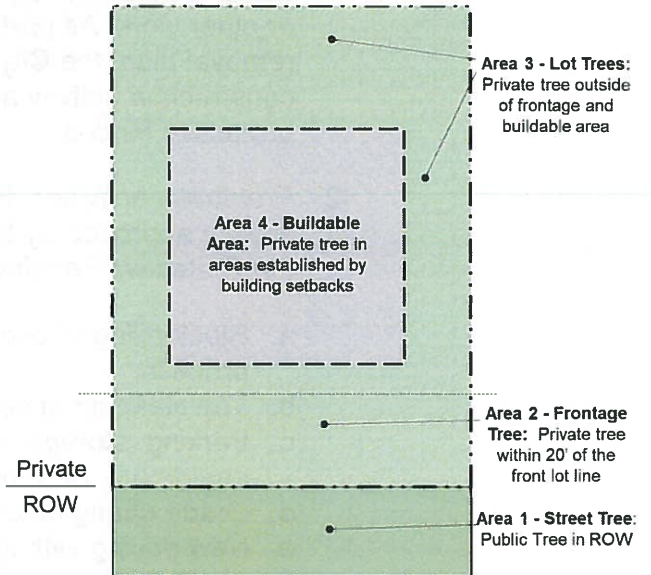 Area 3 - Lot Trees:
Private tree outside
of frontage and
buildable area
Area 4 - Buildable
Area: Private tree in
areas established by
building setbacks
Area 2 - Frontage
Tree: Private tree
within 20' of the
front lot line
Private
ROW
Area 1 - Street Tree:
Public Tree in ROW